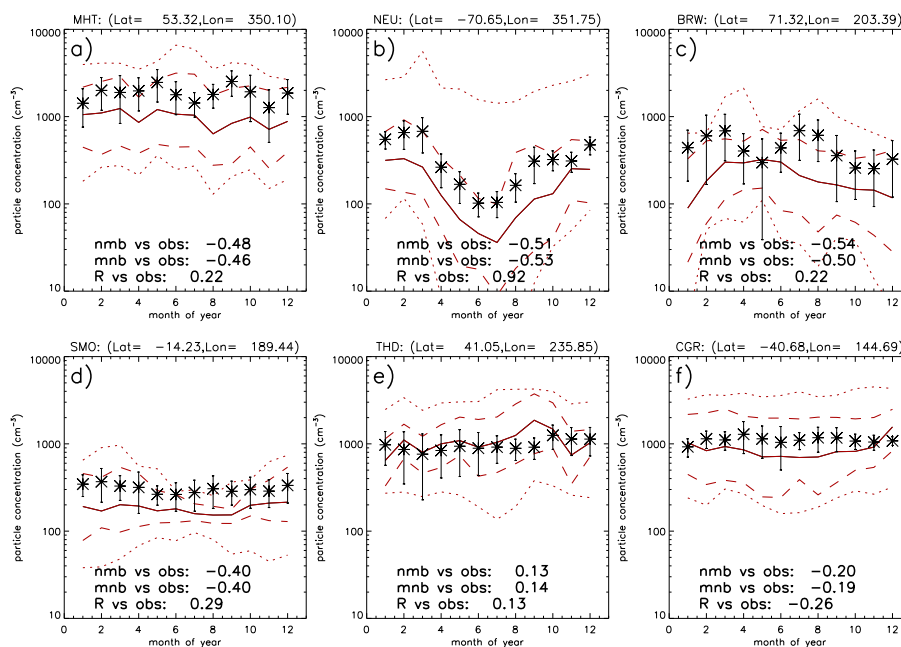 MHT: (Lat= 53.32,Lon= 350.10)
a)
particle concentration (cm⁻³)
10000
1000
100
10
nmb vs obs: −0.48
mnb vs obs: −0.46
R vs obs: 0.22
0 2 4 6 8 10 12
month of year
NEU: (Lat= −70.65,Lon= 351.75)
b)
particle concentration (cm⁻³)
10000
1000
100
10
nmb vs obs: −0.51
mnb vs obs: −0.53
R vs obs: 0.92
0 2 4 6 8 10 12
month of year
BRW: (Lat= 71.32,Lon= 203.39)
c)
particle concentration (cm⁻³)
10000
1000
100
10
nmb vs obs: −0.54
mnb vs obs: −0.50
R vs obs: 0.22
0 2 4 6 8 10 12
month of year
SMO: (Lat= −14.23,Lon= 189.44)
d)
particle concentration (cm⁻³)
10000
1000
100
10
nmb vs obs: −0.40
mnb vs obs: −0.40
R vs obs: 0.29
0 2 4 6 8 10 12
month of year
THD: (Lat= 41.05,Lon= 235.85)
e)
particle concentration (cm⁻³)
10000
1000
100
10
nmb vs obs: 0.13
mnb vs obs: 0.14
R vs obs: 0.13
0 2 4 6 8 10 12
month of year
CGR: (Lat= −40.68,Lon= 144.69)
f)
particle concentration (cm⁻³)
10000
1000
100
10
nmb vs obs: −0.20
mnb vs obs: −0.19
R vs obs: −0.26
0 2 4 6 8 10 12
month of year